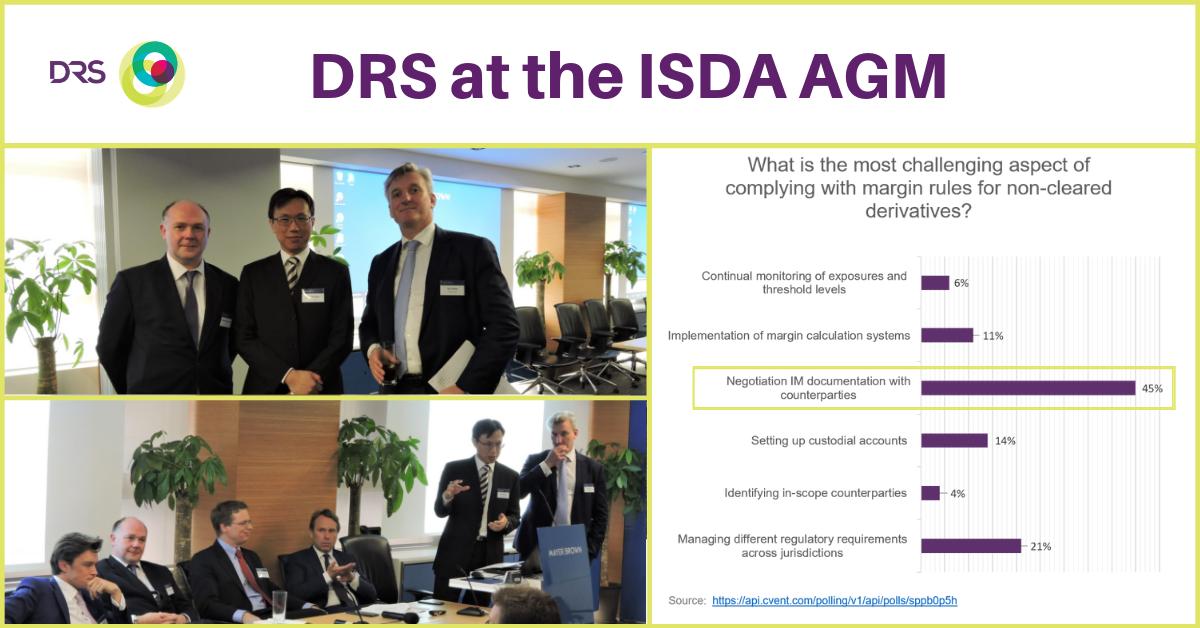 DRS
DRS at the ISDA AGM
What is the most challenging aspect of
complying with margin rules for non-cleared
derivatives?
Continual monitoring of exposures and
threshold levels
6%
Implementation of margin calculation systems
11%
Negotiation IM documentation with
counterparties
45%
Setting up custodial accounts
14%
Identifying in-scope counterparties
4%
Managing different regulatory requirements
across jurisdictions
21%
Source: https://api.cvent.com/polling/v1/api/polls/sppb0p5h
MAYER BROWN